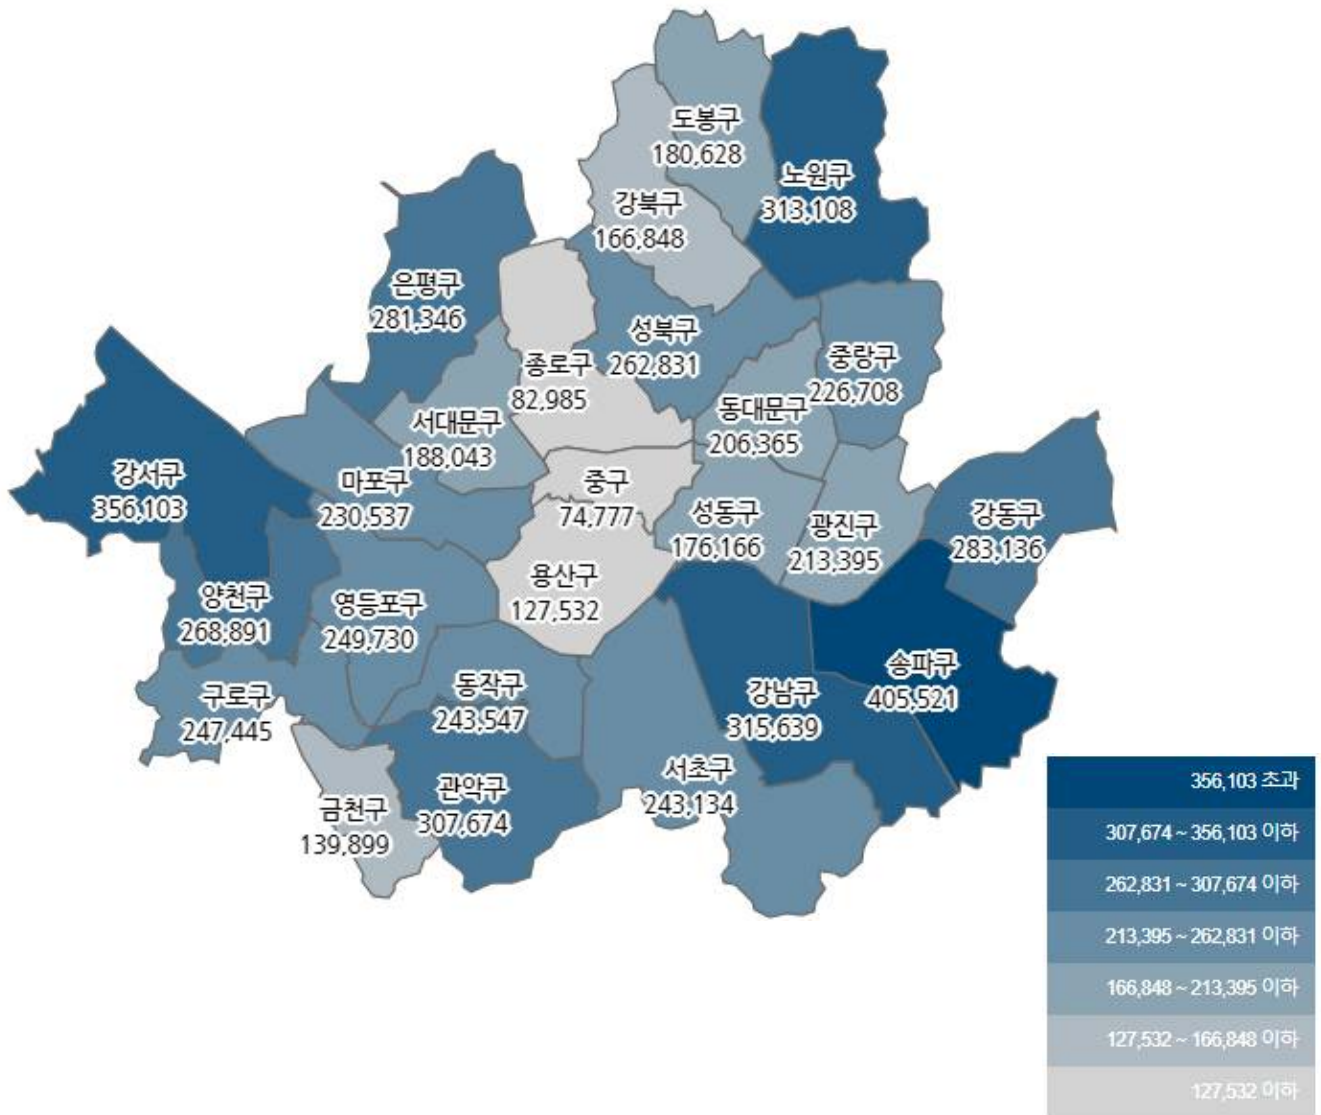 도봉구
180,628
노원구
313,108
강북구
166,848
은평구
281,346
성북구
262,831
중랑구
226,708
종로구
82,985
동대문구
206,365
서대문구
188,043
강서구
356,103
마포구
230,537
중구
74,777
성동구
176,166
광진구
213,395
강동구
283,136
용산구
127,532
양천구
268,891
영등포구
249,730
송파구
405,521
동작구
243,547
강남구
315,639
구로구
247,445
서초구
243,134
관악구
307,674
금천구
139,899
356,103 초과
307,674 ~ 356,103 이하
262,831 ~ 307,674 이하
213,395 ~ 262,831 이하
166,848 ~ 213,395 이하
127,532 ~ 166,848 이하
127,532 이하